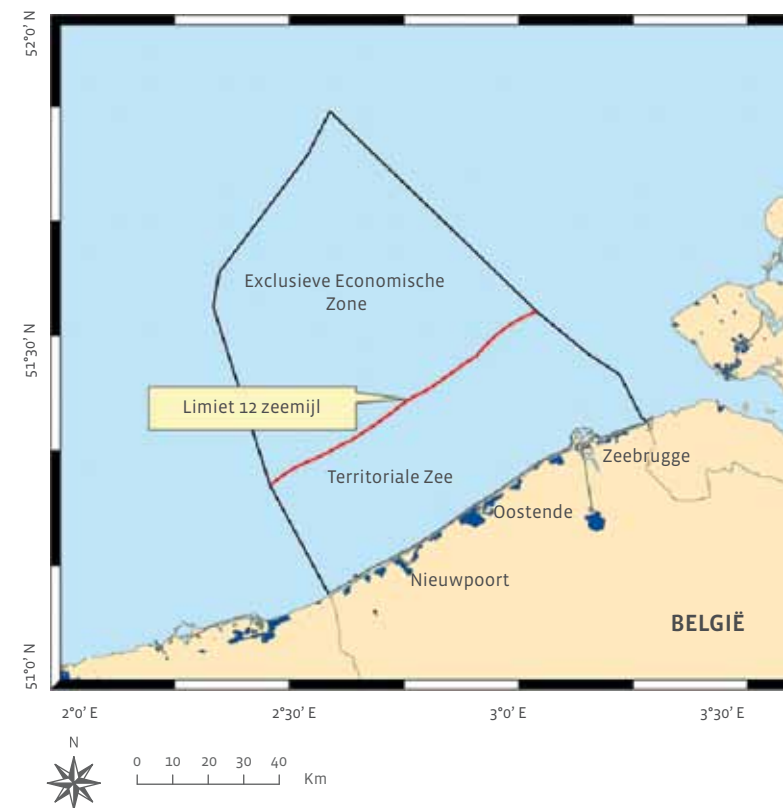 52°0' N
51°30' N
51°0' N
Exclusieve Economische
Zone
Limiet 12 zeemijl
Territoriale Zee
Zeebrugge
Oostende
Nieuwpoort
BELGIË
2°0' E
2°30' E
3°0' E
3°30' E
N
0 10 20 30 40
Km